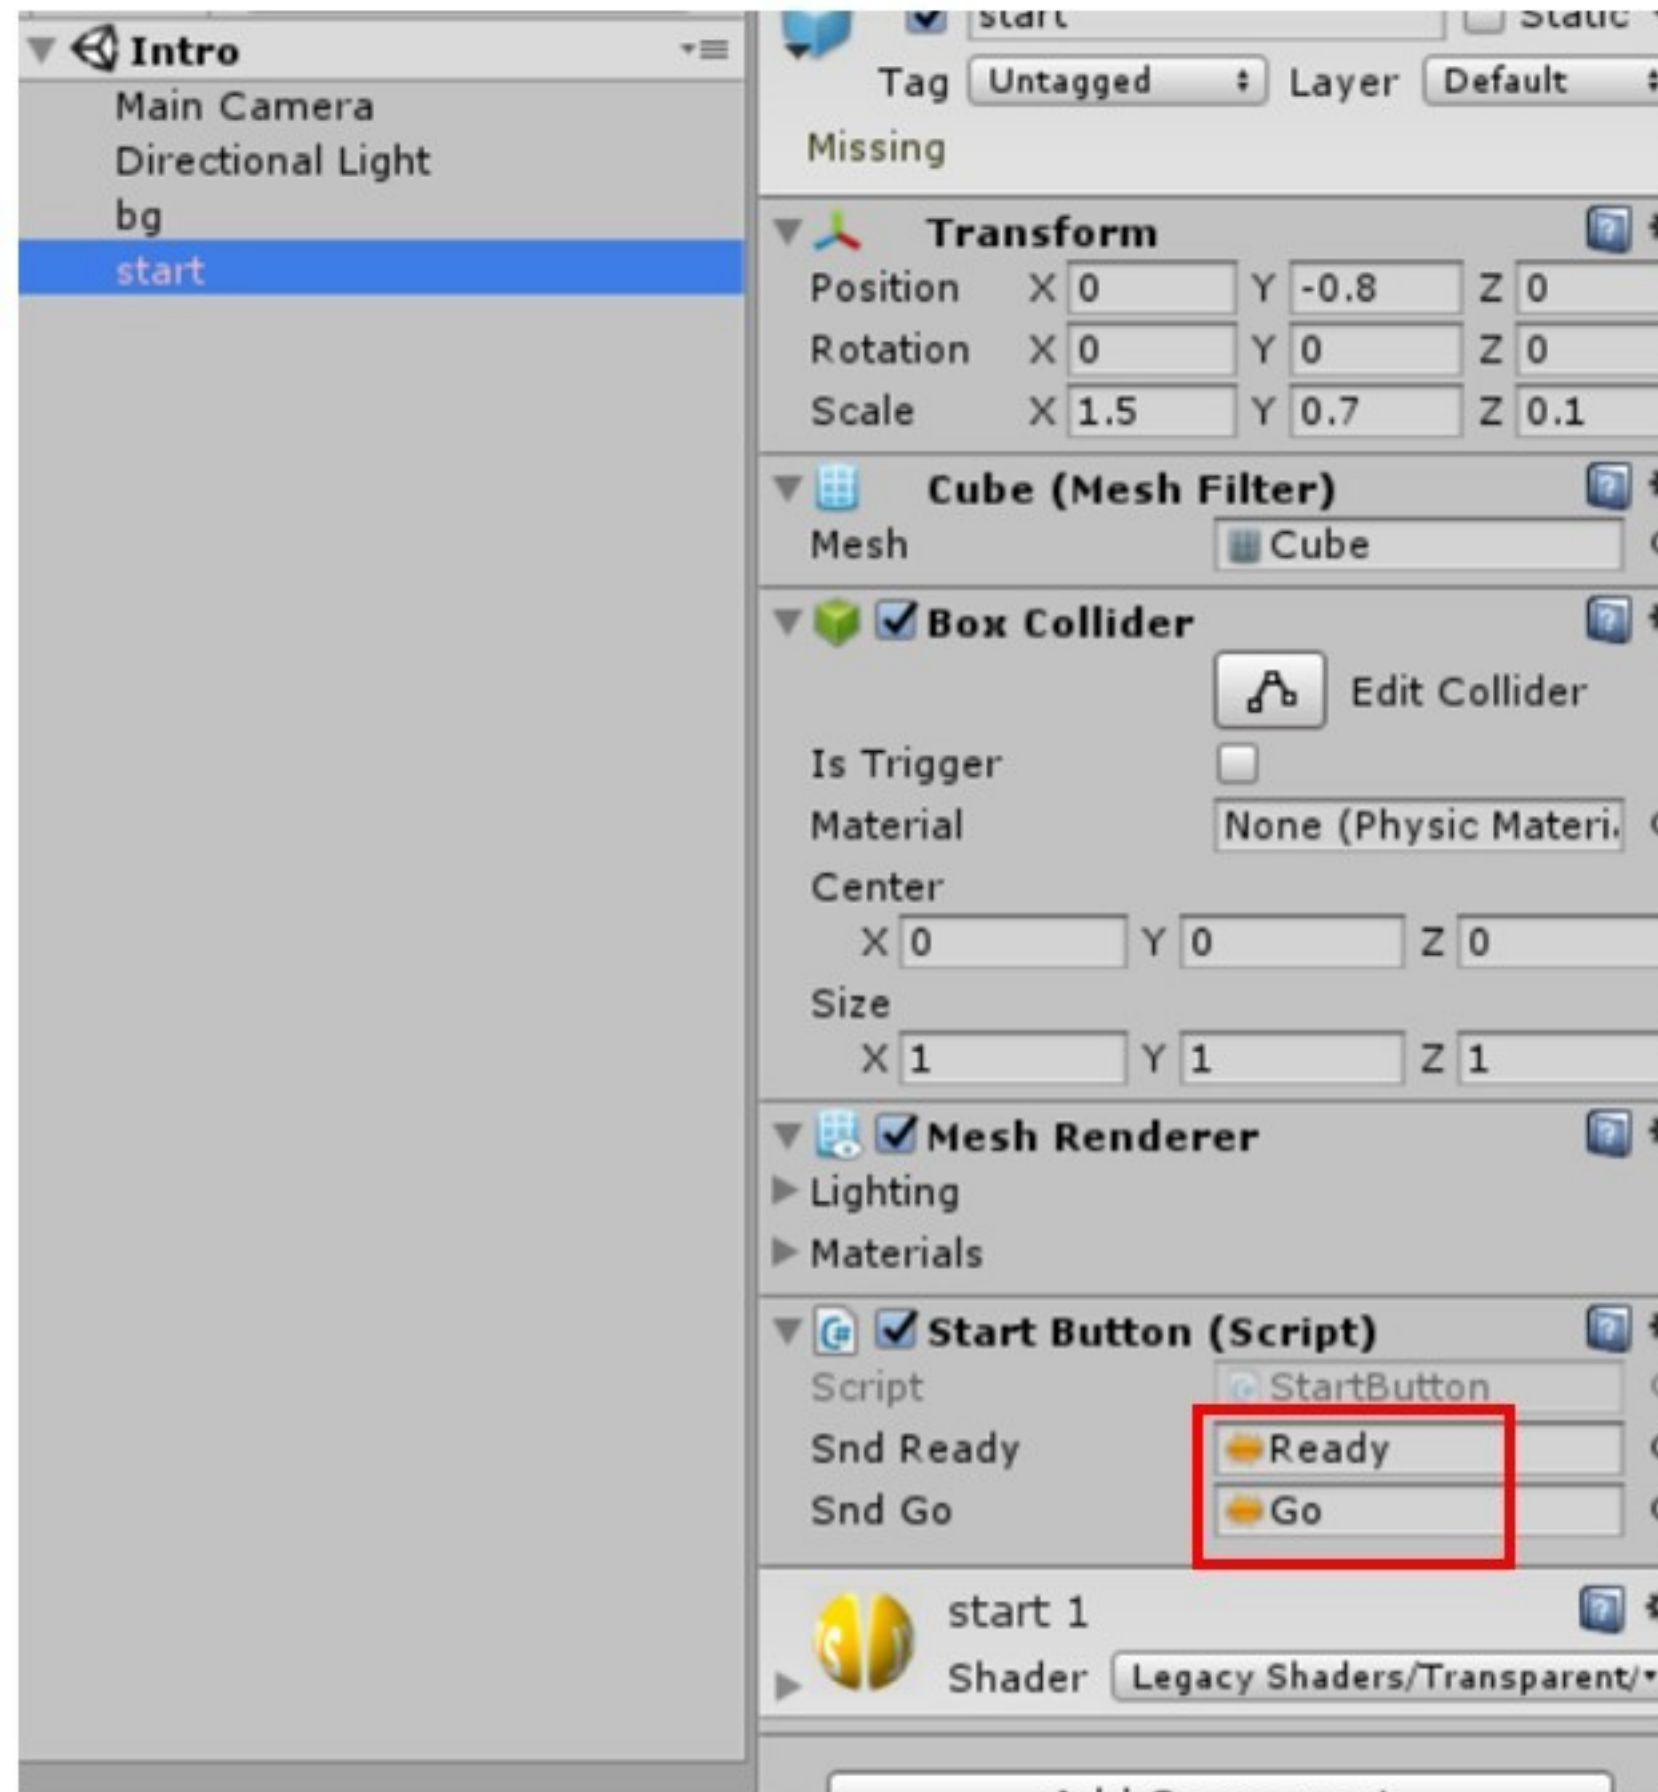 Intro
Main Camera
Directional Light
bg
start
start Static
Tag Untagged Layer Default
Missing
Transform
Position X 0 Y -0.8 Z 0
Rotation X 0 Y 0 Z 0
Scale X 1.5 Y 0.7 Z 0.1
Cube (Mesh Filter)
Mesh Cube
Box Collider
Edit Collider
Is Trigger
Material None (Physic Materi
Center
X 0 Y 0 Z 0
Size
X 1 Y 1 Z 1
Mesh Renderer
Lighting
Materials
Start Button (Script)
Script StartButton
Snd Ready Ready
Snd Go Go
start 1
Shader Legacy Shaders/Transparent/